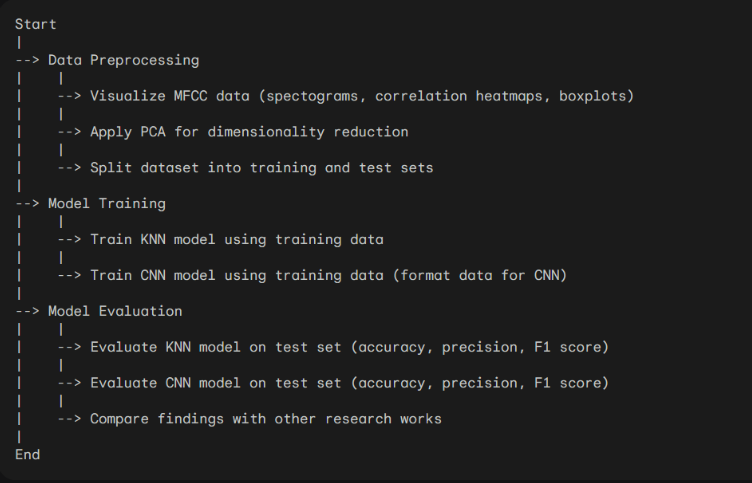 Start
|
--> Data Preprocessing
|    |
|    --> Visualize MFCC data (spectograms, correlation heatmaps, boxplots)
|    |
|    --> Apply PCA for dimensionality reduction
|    |
|    --> Split dataset into training and test sets
|
--> Model Training
|    |
|    --> Train KNN model using training data
|    |
|    --> Train CNN model using training data (format data for CNN)
|
--> Model Evaluation
|    |
|    --> Evaluate KNN model on test set (accuracy, precision, F1 score)
|    |
|    --> Evaluate CNN model on test set (accuracy, precision, F1 score)
|    |
|    --> Compare findings with other research works
|
End